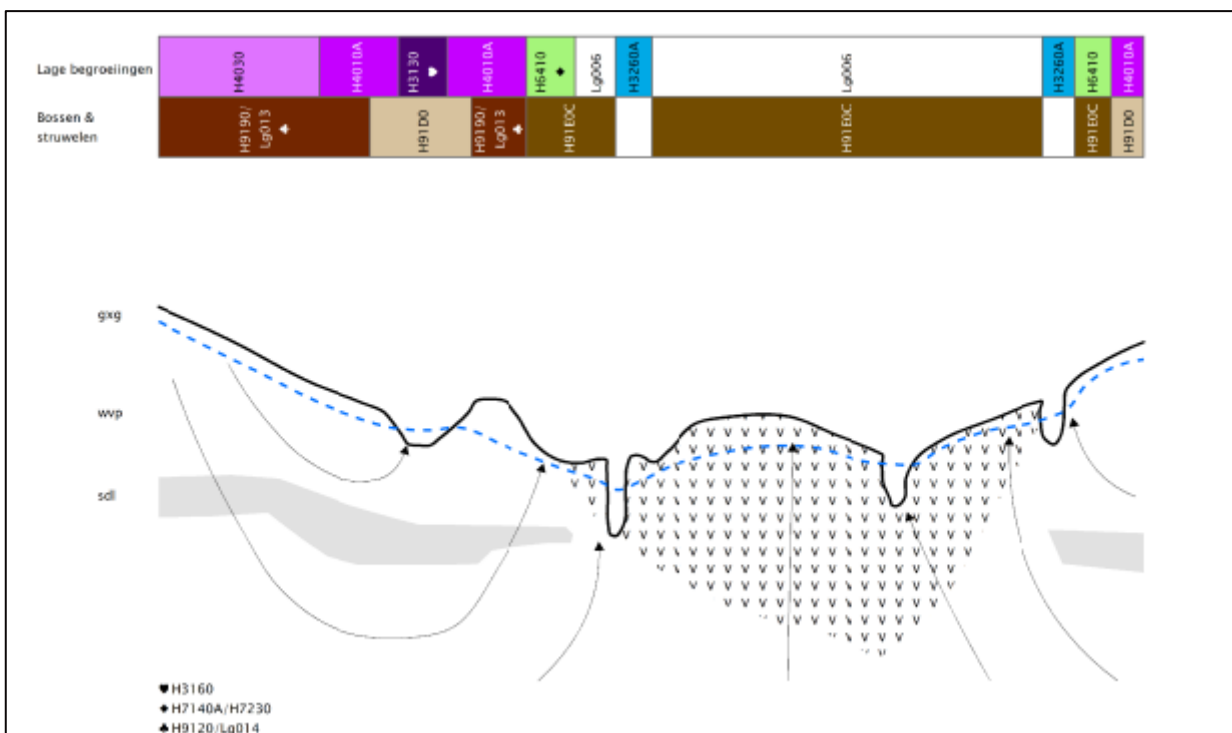 Lage begroeiingen
H4030
H4010A
H3130
H4010A
H6410
Lg006
H3260A
Lg006
H3260A
H6410
H4010A
Bossen &
struwelen
H9190/
Lg013
H91D0
H9190/
Lg013
H91E0C
H91E0C
H91E0C
H91D0
gxg
wvp
sdl
H3160
H7140A/H7230
H9120/Lg014